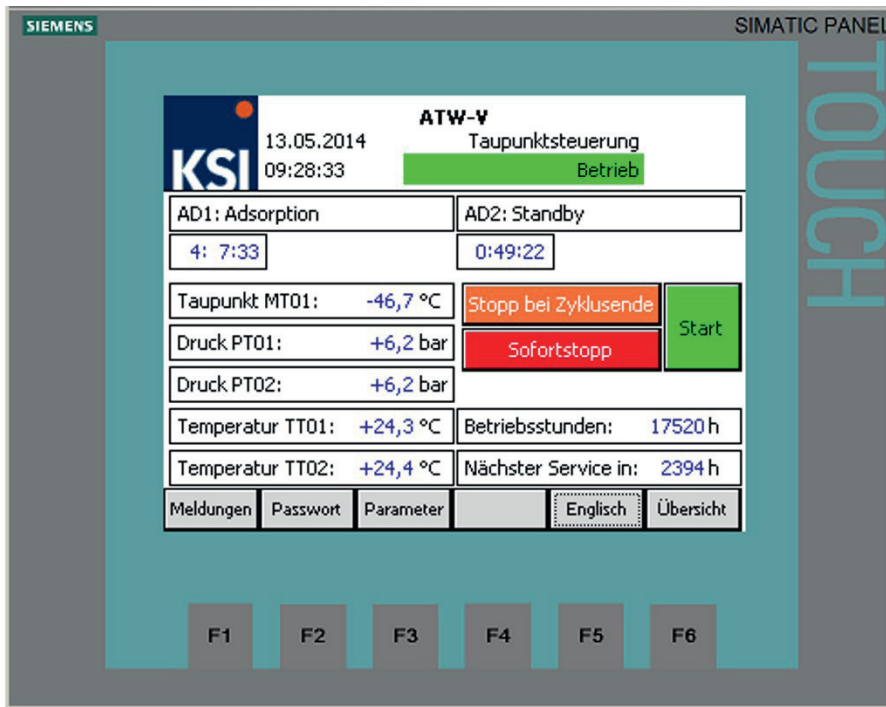 SIEMENS
SIMATIC PANEL
TOUCH
KSI
ATW-V
13.05.2014
Taupunktsteuerung
09:28:33
Betrieb
AD1: Adsorption
AD2: Standby
4: 7:33
0:49:22
Taupunkt MT01: -46,7 °C
Stopp bei Zyklusende
Start
Druck PT01: +6,2 bar
Sofortstopp
Druck PT02: +6,2 bar
Temperatur TT01: +24,3 °C
Betriebsstunden: 17520 h
Temperatur TT02: +24,4 °C
Nächster Service in: 2394 h
Meldungen Passwort Parameter Englisch Übersicht
F1 F2 F3 F4 F5 F6